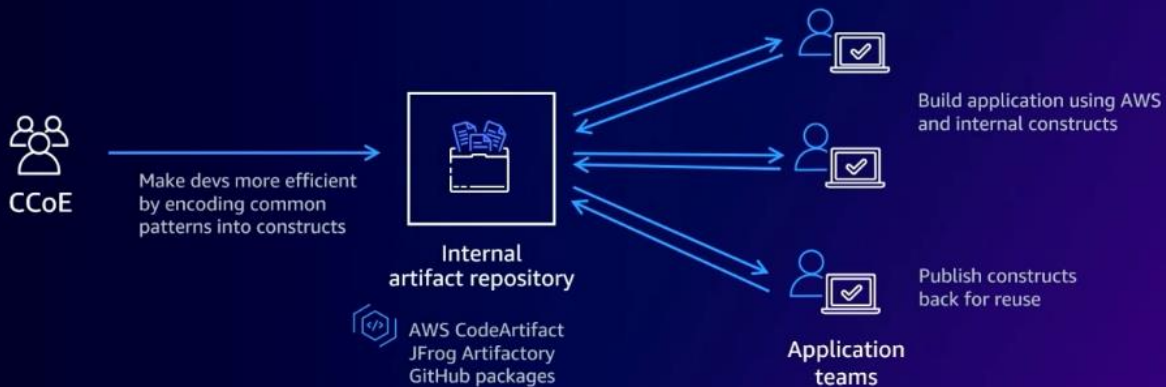 CCoE
Make devs more efficient
by encoding common
patterns into constructs
Internal
artifact repository
AWS CodeArtifact
JFrog Artifactory
GitHub packages
Build application using AWS
and internal constructs
Publish constructs
back for reuse
Application
teams